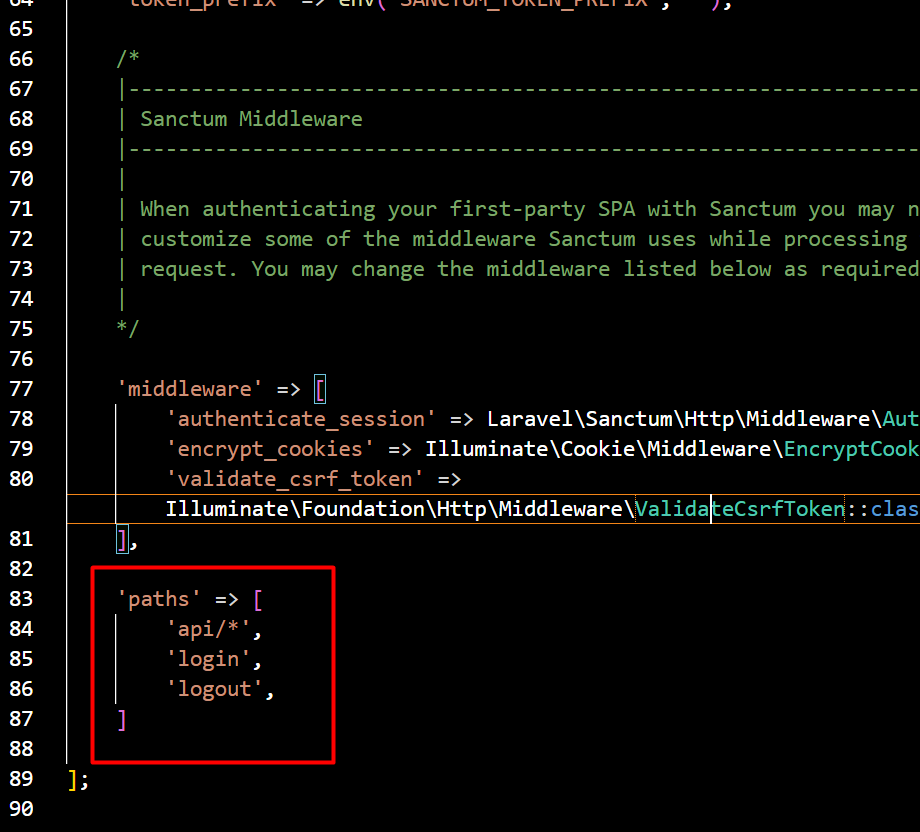 64 'token_prefix' => env('SANCTUM_TOKEN_PREFIX', ''),
65
66 /*
67 |----------------------------------------------------------------
68 | Sanctum Middleware
69 |----------------------------------------------------------------
70 |
71 | When authenticating your first-party SPA with Sanctum you may n
72 | customize some of the middleware Sanctum uses while processing
73 | request. You may change the middleware listed below as required
74 |
75 */
76
77 'middleware' => [
78 'authenticate_session' => Laravel\Sanctum\Http\Middleware\Aut
79 'encrypt_cookies' => Illuminate\Cookie\Middleware\EncryptCook
80 'validate_csrf_token' =>
Illuminate\Foundation\Http\Middleware\ValidateCsrfToken::clas
81 ],
82
83 'paths' => [
84 'api/*',
85 'login',
86 'logout',
87 ]
88
89 ];
90